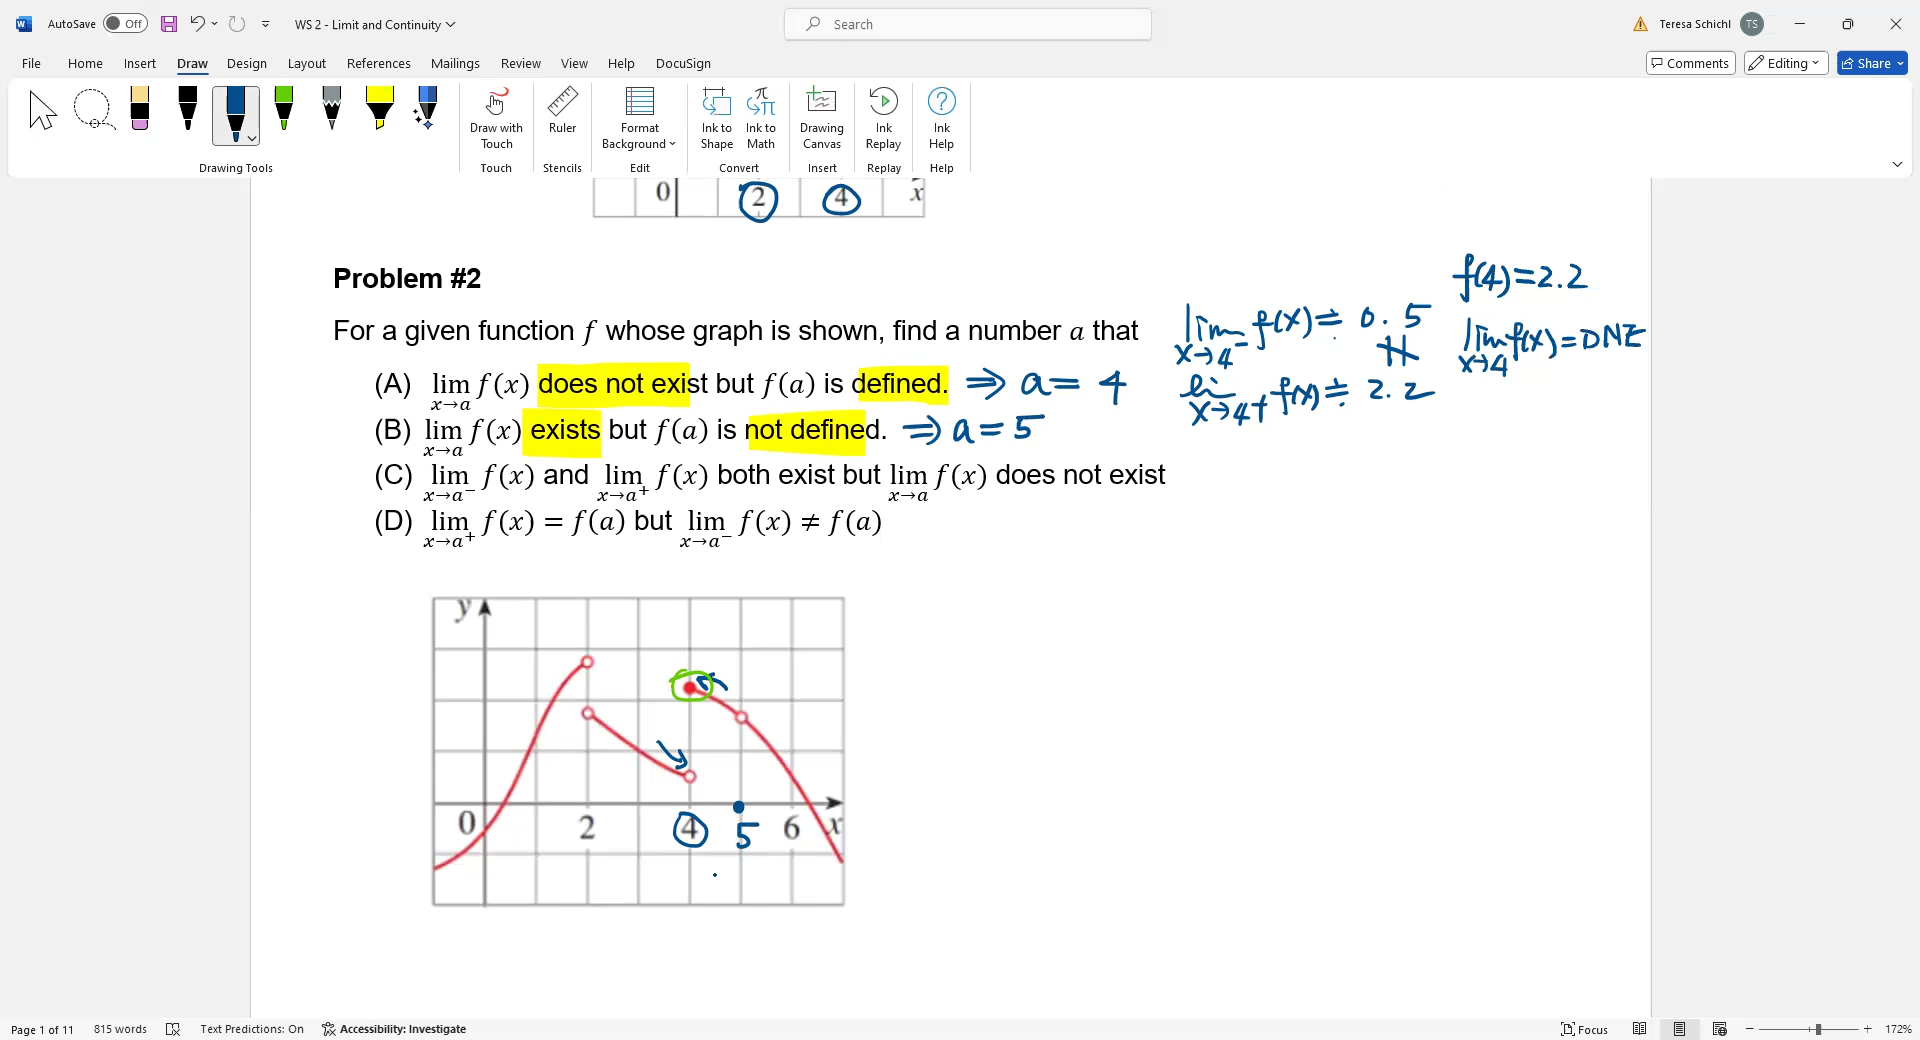 AutoSave Off WS 2 - Limit and Continuity Search Teresa Schichl TS
File Home Insert Draw Design Layout References Mailings Review View Help DocuSign Comments Editing Share
Draw with Touch
Ruler
Format Background
Ink to Shape
Ink to Math
Drawing Canvas
Ink Replay
Ink Help
Drawing Tools Touch Stencils Edit Convert Insert Replay Help
0 2 4 x
Problem #2
For a given function f whose graph is shown, find a number a that
(A) lim x→a f(x) does not exist but f(a) is defined. ⇒ a = 4
(B) lim x→a f(x) exists but f(a) is not defined. ⇒ a = 5
(C) lim x→a⁻ f(x) and lim x→a⁺ f(x) both exist but lim x→a f(x) does not exist
(D) lim x→a⁺ f(x) = f(a) but lim x→a⁻ f(x) ≠ f(a)
lim x→4⁻ f(x) ≐ 0.5
lim x→4+ f(x) ≐ 2.2
f(4) = 2.2
lim x→4 f(x) = DNE
y
0 2 4 5 6 x
Page 1 of 11 815 words Text Predictions: On Accessibility: Investigate Focus 172%